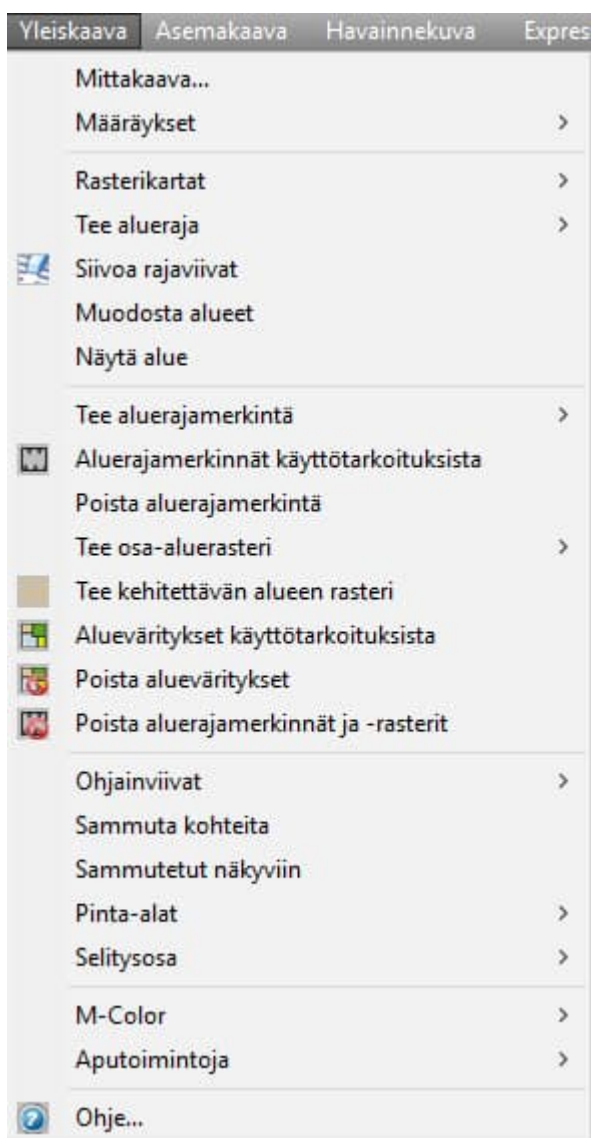 Yleiskaava Asemakaava Havainnekuva Expres
Mittakaava...
Määräykset
Rasterikartat
Tee alueraja
Siivoa rajaviivat
Muodosta alueet
Näytä alue
Tee aluerajamerkintä
Aluerajamerkinnät käyttötarkoituksista
Poista aluerajamerkintä
Tee osa-aluerasteri
Tee kehitettävän alueen rasteri
Alueväritykset käyttötarkoituksista
Poista alueväritykset
Poista aluerajamerkinnät ja -rasterit
Ohjainviivat
Sammuta kohteita
Sammutetut näkyviin
Pinta-alat
Selitysosa
M-Color
Aputoimintoja
Ohje...